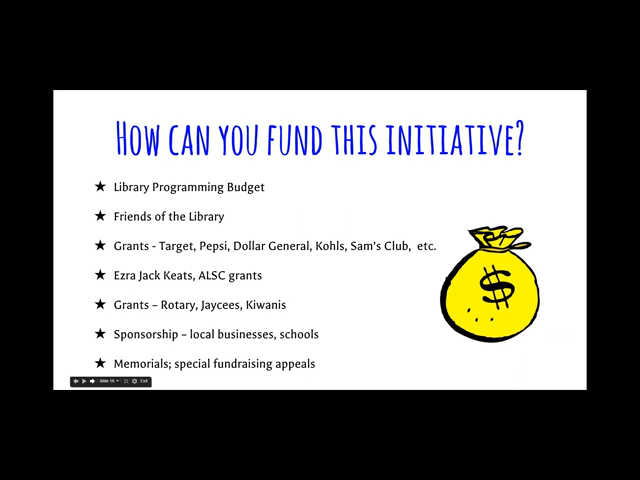 How can you fund this initiative?
★ Library Programming Budget
★ Friends of the Library
★ Grants - Target, Pepsi, Dollar General, Kohls, Sam's Club, etc.
★ Ezra Jack Keats, ALSC grants
★ Grants – Rotary, Jaycees, Kiwanis
★ Sponsorship – local businesses, schools
★ Memorials; special fundraising appeals
$
Exit